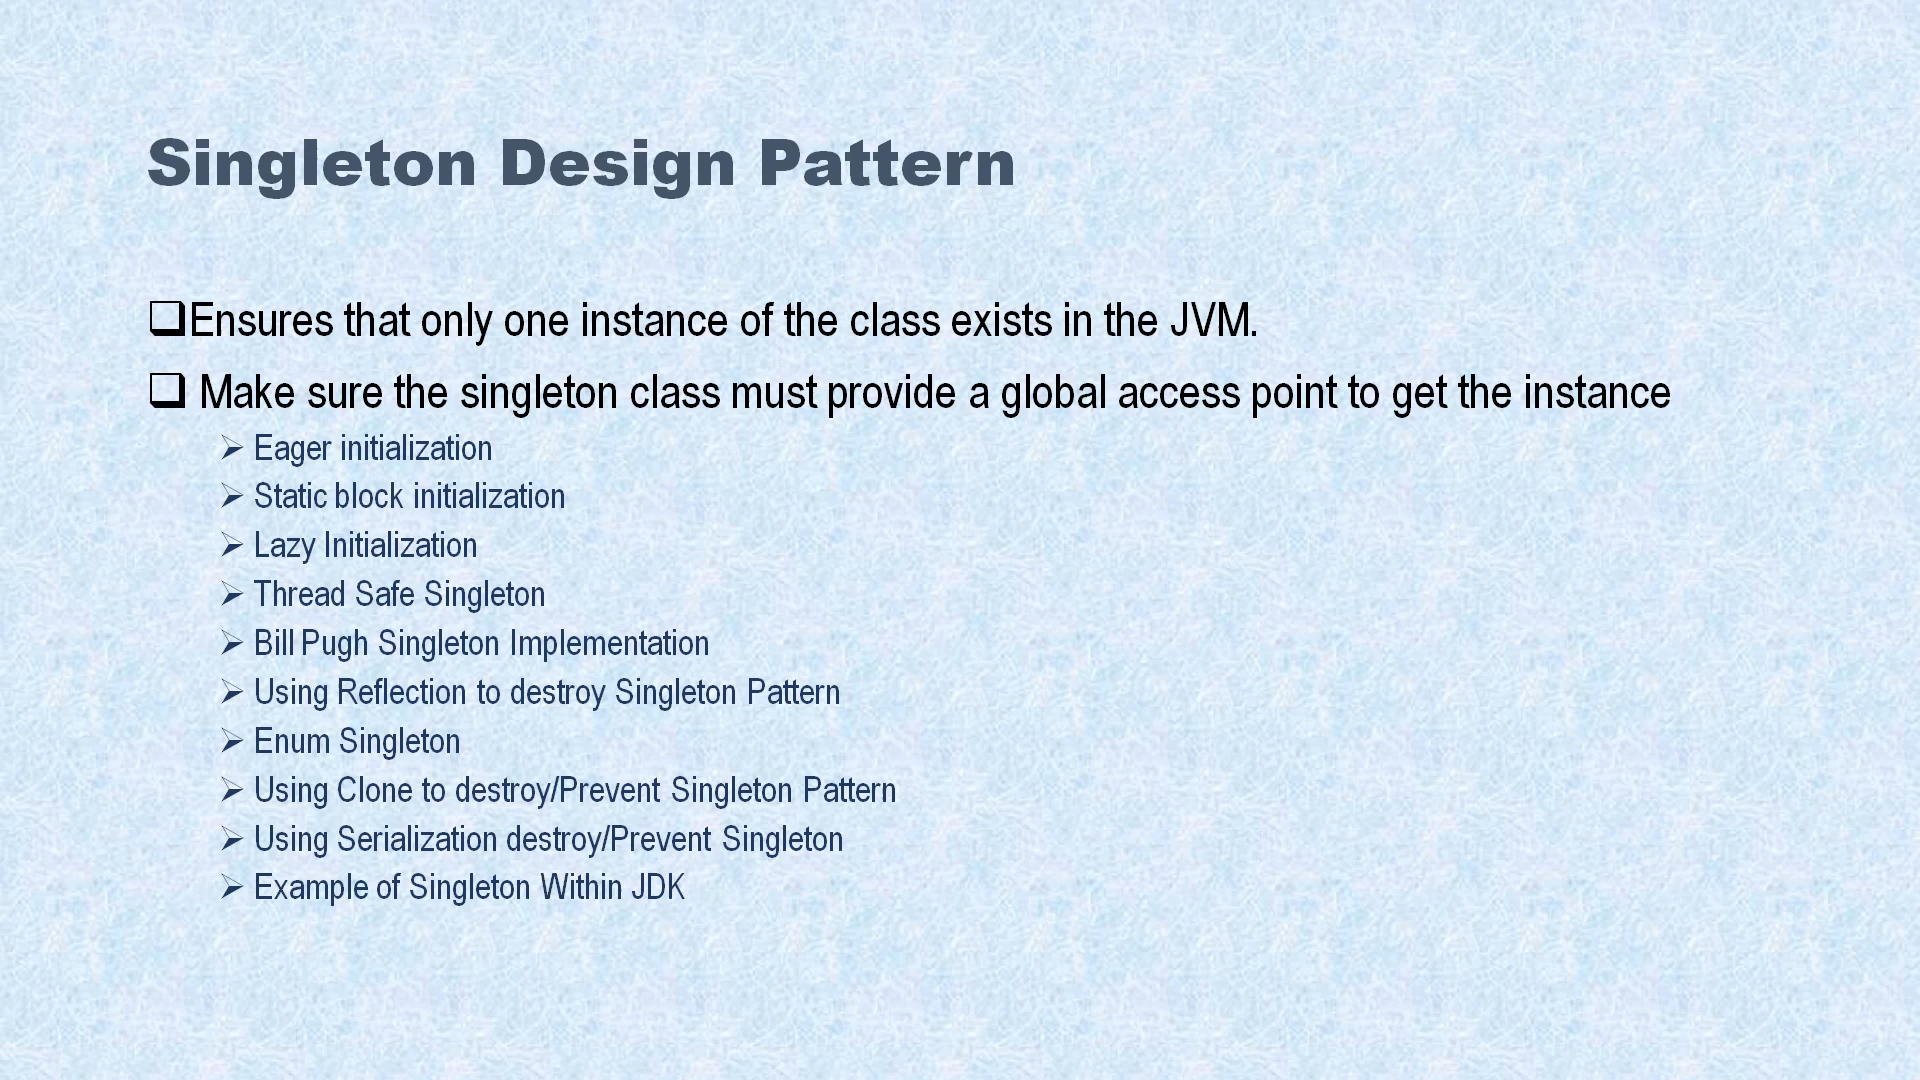 Singleton Design Pattern
Ensures that only one instance of the class exists in the JVM.
Make sure the singleton class must provide a global access point to get the instance
Eager initialization
Static block initialization
Lazy Initialization
Thread Safe Singleton
Bill Pugh Singleton Implementation
Using Reflection to destroy Singleton Pattern
Enum Singleton
Using Clone to destroy/Prevent Singleton Pattern
Using Serialization destroy/Prevent Singleton
Example of Singleton Within JDK